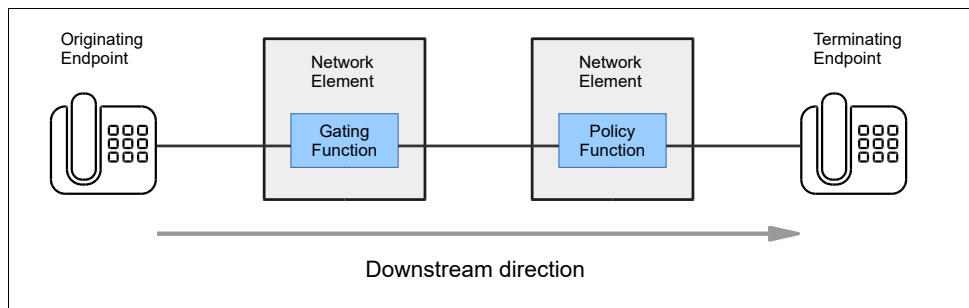 Originating
Endpoint
Network
Element
Gating
Function
Network
Element
Policy
Function
Terminating
Endpoint
Downstream direction